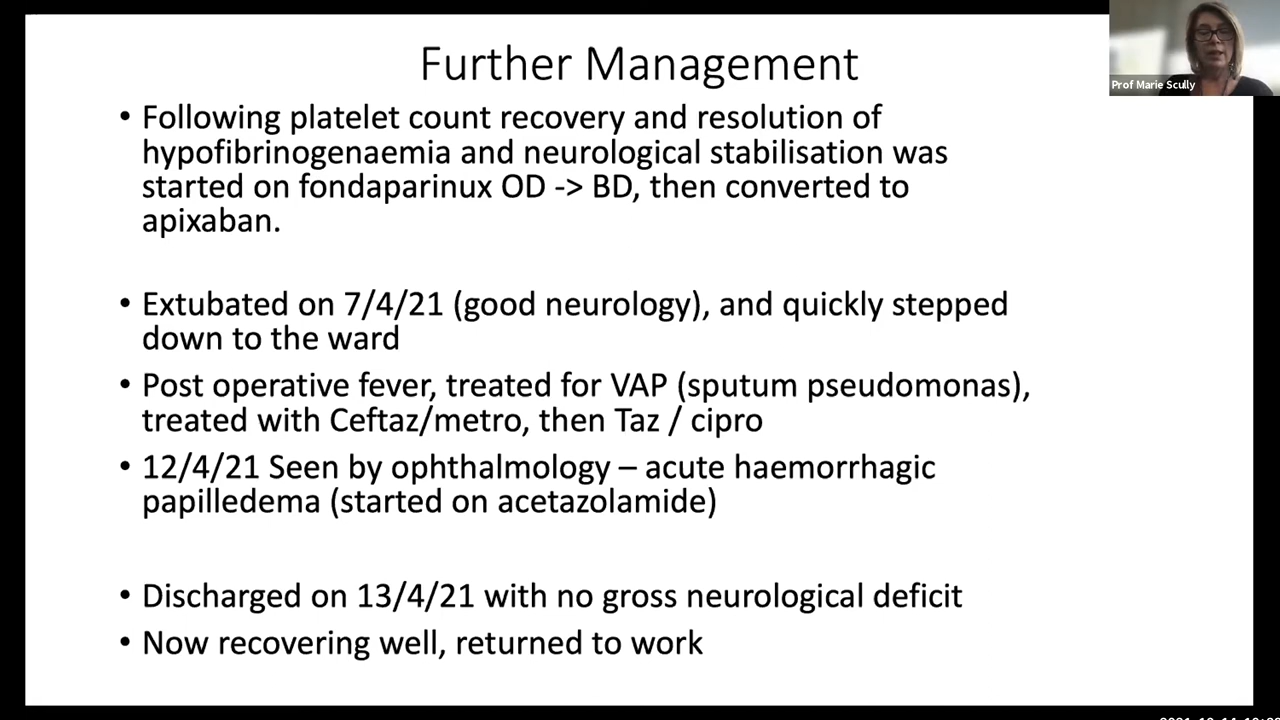 Further Management
Prof Marie Scully
• Following platelet count recovery and resolution of
hypofibrinogenaemia and neurological stabilisation was
started on fondaparinux OD -> BD, then converted to
apixaban.
• Extubated on 7/4/21 (good neurology), and quickly stepped
down to the ward
• Post operative fever, treated for VAP (sputum pseudomonas),
treated with Ceftaz/metro, then Taz / cipro
• 12/4/21 Seen by ophthalmology – acute haemorrhagic
papilledema (started on acetazolamide)
• Discharged on 13/4/21 with no gross neurological deficit
• Now recovering well, returned to work